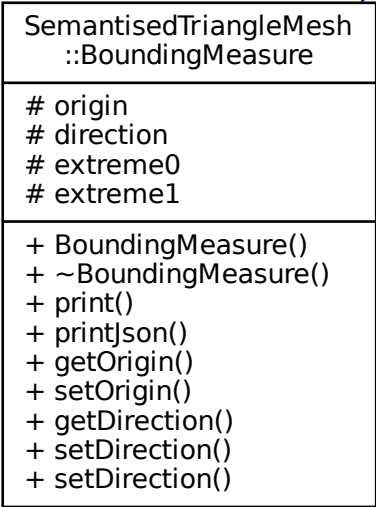 SemantisedTriangleMesh
::BoundingMeasure
# origin
# direction
# extreme0
# extreme1
+ BoundingMeasure()
+ ~BoundingMeasure()
+ print()
+ printJson()
+ getOrigin()
+ setOrigin()
+ getDirection()
+ setDirection()
+ setDirection()